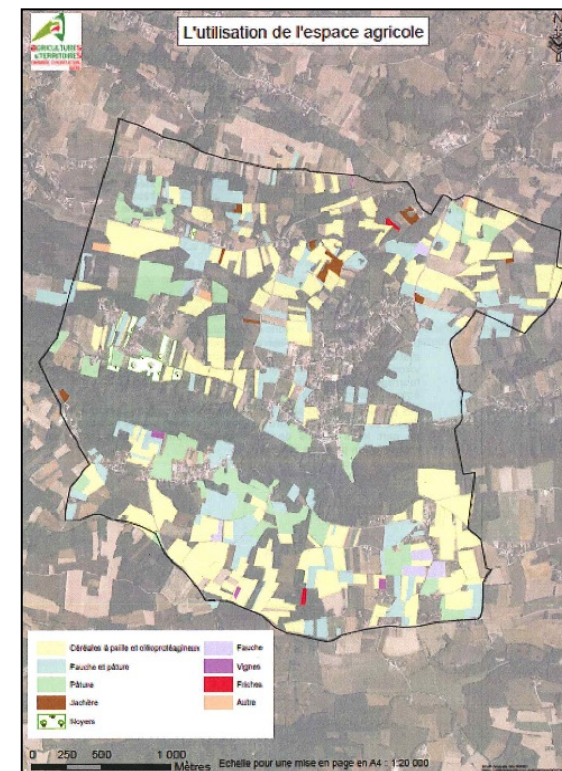 AGRICULTURES
& TERRITOIRES
L'utilisation de l'espace agricole
Céréales à paille et oléoprotéagineux
Fauche et pâture
Pâture
Jachère
Noyers
Fauche
Vignes
Friches
Autre
0 250 500 1 000
Mètres
Echelle pour une mise en page en A4 : 1:20 000